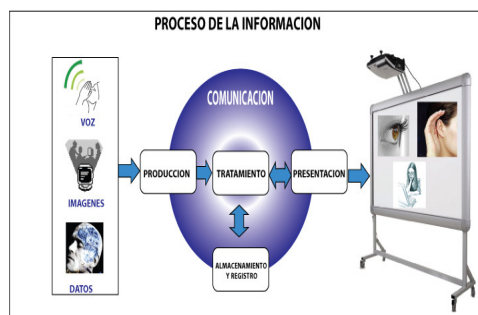 PROCESO DE LA INFORMACION
COMUNICACION
VOZ
IMAGENES
DATOS
PRODUCCION
TRATAMIENTO
PRESENTACION
ALMACENAMIENTO
Y REGISTRO